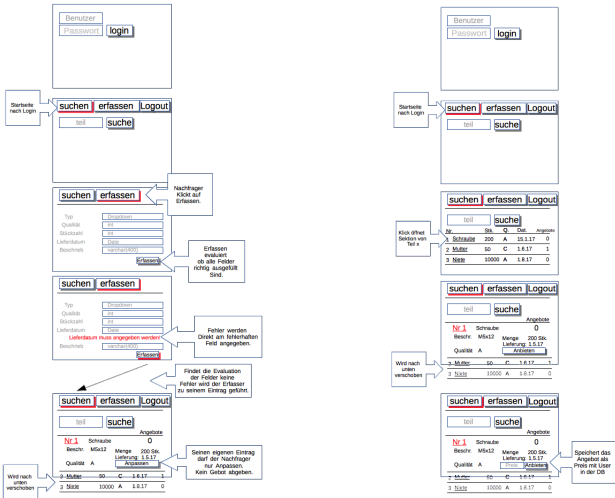 Benutzer
Passwort login
Startseite
nach Login
suchen erfassen Logout
teil suche
suchen erfassen
Nachfrager
Klickt auf
Erfassen.
Typ Dropdown
Qualität int
Stückzahl int
Lieferdatum Date
Beschrieb varchar(400)
Erfassen
Erfassen
evaluiert
ob alle Felder
richtig ausgefüllt
Sind.
suchen erfassen
Typ Dropdown
Qualität int
Stückzahl int
Lieferdatum Date
Lieferdatum muss angegeben werden!
Beschrieb varchar(400)
Erfassen
Fehler werden
Direkt am fehlerhaften
Feld angegeben.
Findet die Evaluation
der Felder keine
Fehler wird der Erfasser
zu seinem Eintrag geführt.
suchen erfassen Logout
teil suche
Angebote
Nr 1 Schraube 0
Beschr. M5x12 Menge 200 Stk.
Lieferung: 1.5.17
Qualität A Anpassen
2 Mutter 50 C 1.6.17 1
3 Niete 10000 A 1.8.17 0
Seinen eigenen Eintrag
darf der Nachfrager
nur Anpassen.
Kein Gebot abgeben.
Wird nach
unten
verschoben
Benutzer
Passwort login
Startseite
nach Login
suchen erfassen Logout
teil suche
suchen erfassen Logout
teil suche
Nr. Stk. Q. Dat. Angebote
1 Schraube 200 A 15.1.17 0
2 Mutter 50 C 1.6.17 1
3 Niete 10000 A 1.8.17 0
Klick öffnet
Sektion von
Teil x
suchen erfassen Logout
teil suche
Angebote
Nr 1 Schraube 0
Beschr. M5x12 Menge 200 Stk.
Lieferung: 1.5.17
Qualität A Anbieten
2 Mutter 50 C 1.6.17 1
3 Niete 10000 A 1.8.17 0
Wird nach
unten
verschoben
suchen erfassen Logout
teil suche
Angebote
Nr 1 Schraube 0
Beschr. M5x12 Menge 200 Stk.
Lieferung: 1.5.17
Qualität A Preis Anbieten
2 Mutter 50 C 1.6.17 1
3 Niete 10000 A 1.8.17 0
Speichert das
Angebot als
Preis mit User
in der DB